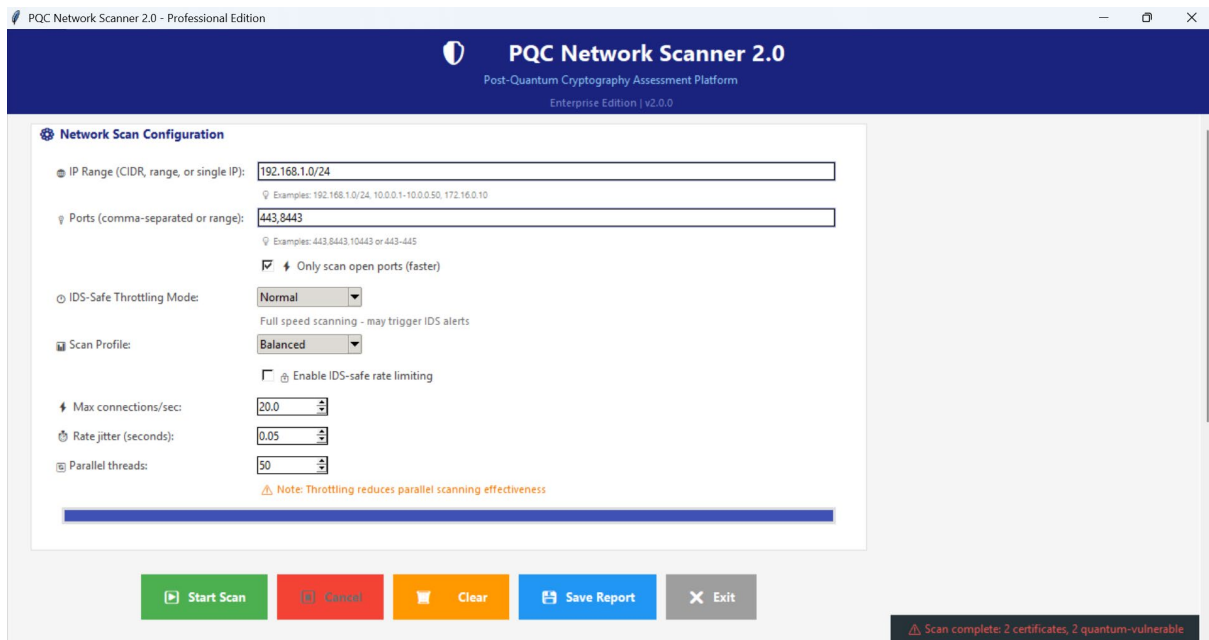 PQC Network Scanner 2.0 - Professional Edition
PQC Network Scanner 2.0
Post-Quantum Cryptography Assessment Platform
Enterprise Edition | v2.0.0
Network Scan Configuration
IP Range (CIDR, range, or single IP): 192.168.1.0/24
Examples: 192.168.1.0/24, 10.0.0.1-10.0.0.50, 172.16.0.10
Ports (comma-separated or range): 443,8443
Examples: 443,8443,10443 or 443-445
Only scan open ports (faster)
IDS-Safe Throttling Mode: Normal
Full speed scanning - may trigger IDS alerts
Scan Profile: Balanced
Enable IDS-safe rate limiting
Max connections/sec: 20.0
Rate jitter (seconds): 0.05
Parallel threads: 50
Note: Throttling reduces parallel scanning effectiveness
Start Scan Cancel Clear Save Report Exit
Scan complete: 2 certificates, 2 quantum-vulnerable